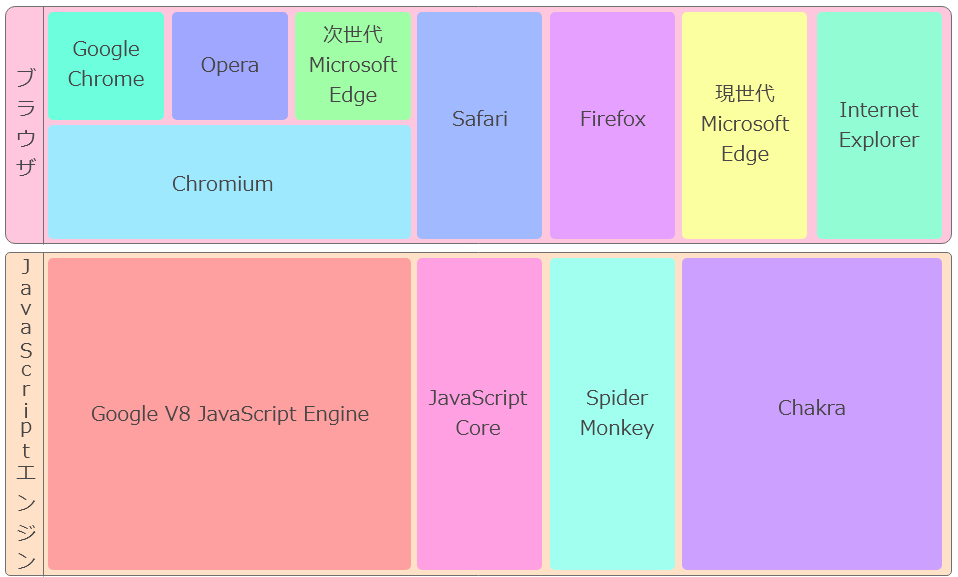 ブラウザ
Google
Chrome
Opera
次世代
Microsoft
Edge
Chromium
Safari
Firefox
現世代
Microsoft
Edge
Internet
Explorer
JavaScriptエンジン
Google V8 JavaScript Engine
JavaScript
Core
Spider
Monkey
Chakra